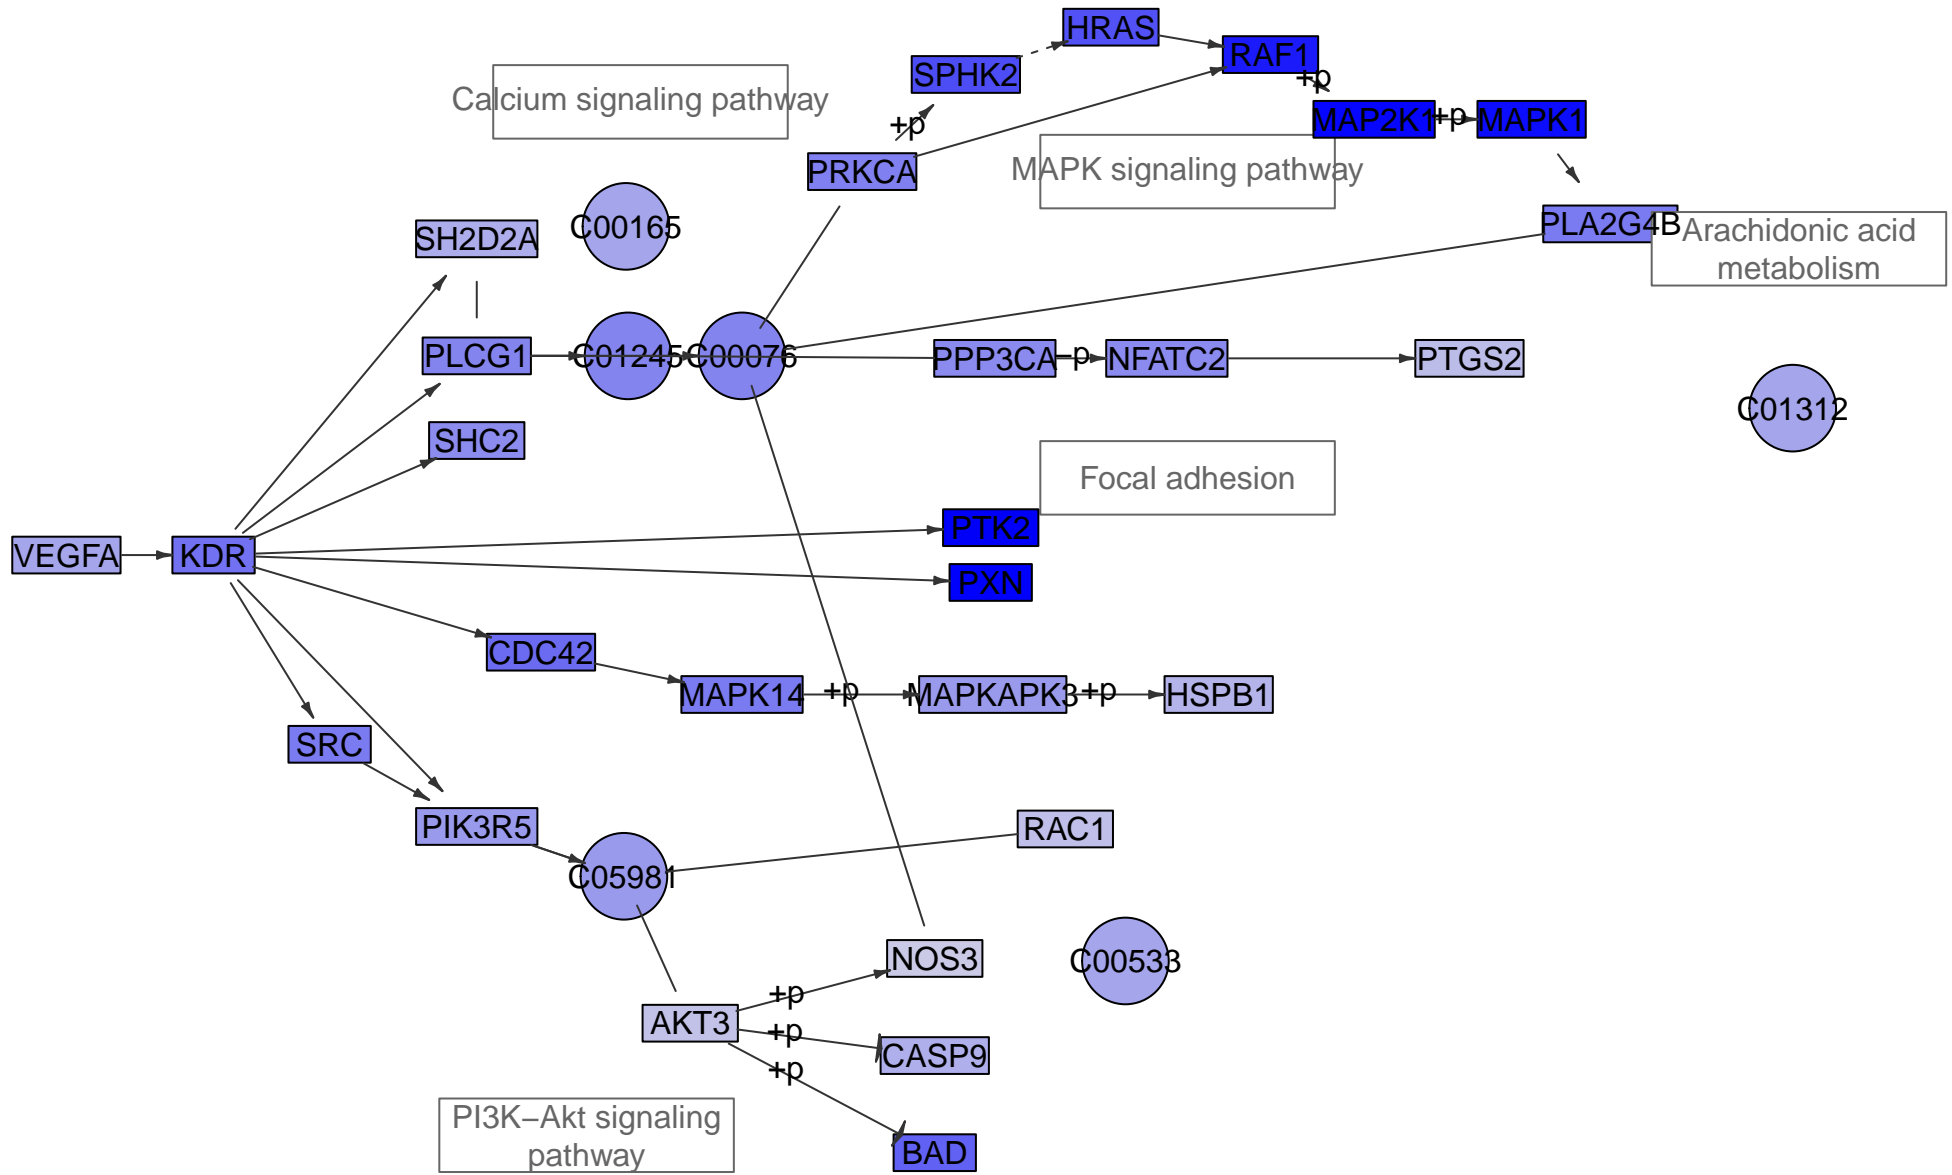 HRAS
RAF1
SPHK2
+p
Calcium signaling pathway
MAP2K1
+p
MAPK1
+p
PRKCA
MAPK signaling pathway
C00165
SH2D2A
PLA2G4B
Arachidonic acid
metabolism
PLCG1
C01245
C00076
PPP3CA
−p
NFATC2
PTGS2
C01312
SHC2
Focal adhesion
PTK2
VEGFA
KDR
PXN
CDC42
MAPK14
+p
MAPKAPK3
+p
HSPB1
SRC
PIK3R5
RAC1
C05981
NOS3
C00533
+p
AKT3
+p
CASP9
+p
PI3K−Akt signaling
pathway
BAD